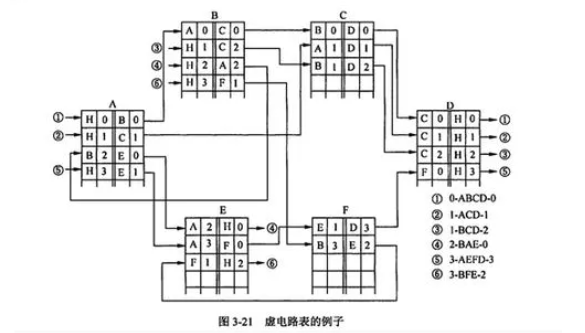 B
A 0 C 0
③ H 1 C 2
④ H 2 A 2
⑥ H 3 F 1
C
B 0 D 0
A 1 D 1
B 1 D 2
A
① H 0 B 0
② H 1 C 1
B 2 E 0
⑤ H 3 E 1
D
C 0 H 0 ①
C 1 H 1 ②
C 2 H 2 ③
F 0 H 3 ⑤
E
A 2 H 0 ④
A 3 F 0
F 1 H 2 ⑥
F
E 1 D 3
B 3 E 2
① 0-ABCD-0
② 1-ACD-1
③ 1-BCD-2
④ 2-BAE-0
⑤ 3-AEFD-3
⑥ 3-BFE-2
图 3-21 虚电路表的例子